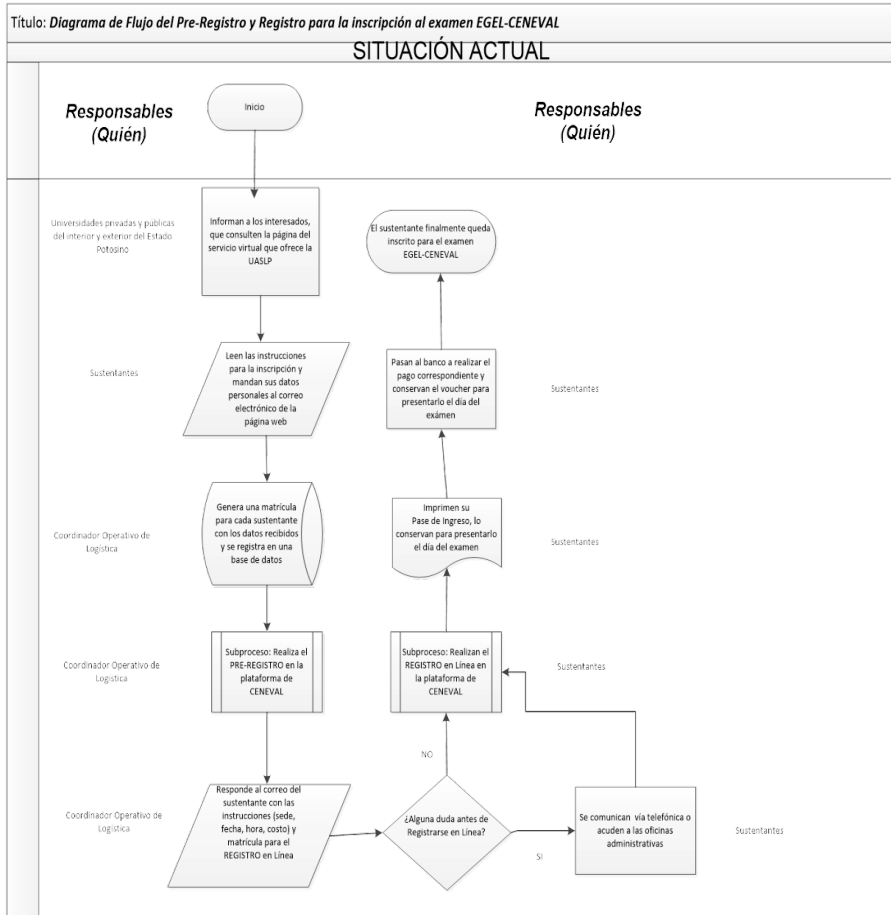 Título: Diagrama de Flujo del Pre-Registro y Registro para la inscripción al examen EGEL-CENEVAL
SITUACIÓN ACTUAL
Responsables
(Quién)
Inicio
Responsables
(Quién)
Universidades privadas y públicas
del interior y exterior del Estado
Potosino
Informan a los interesados,
que consulten la página del
servicio virtual que ofrece la
UASLP
Sustentantes
Leen las instrucciones
para la inscripción y
mandan sus datos
personales al correo
electrónico de la
página web
Coordinador Operativo de
Logística
Genera una matrícula
para cada sustentante
con los datos recibidos
y se registra en una
base de datos
Coordinador Operativo de
Logística
Subproceso: Realiza el
PRE-REGISTRO en la
plataforma de
CENEVAL
Coordinador Operativo de
Logística
Responde al correo del
sustentante con las
instrucciones (sede,
fecha, hora, costo) y
matrícula para el
REGISTRO en Línea
¿Alguna duda antes de
Registrarse en Línea?
NO
SI
Se comunican vía telefónica o
acuden a las oficinas
administrativas
Sustentantes
Subproceso: Realizan el
REGISTRO en Línea en
la plataforma de
CENEVAL
Sustentantes
Imprimen su
Pase de Ingreso, lo
conservan para presentarlo
el día del examen
Sustentantes
Pasan al banco a realizar el
pago correspondiente y
conservan el voucher para
presentarlo el día del
exámen
Sustentantes
El sustentante finalmente queda
inscrito para el examen
EGEL-CENEVAL